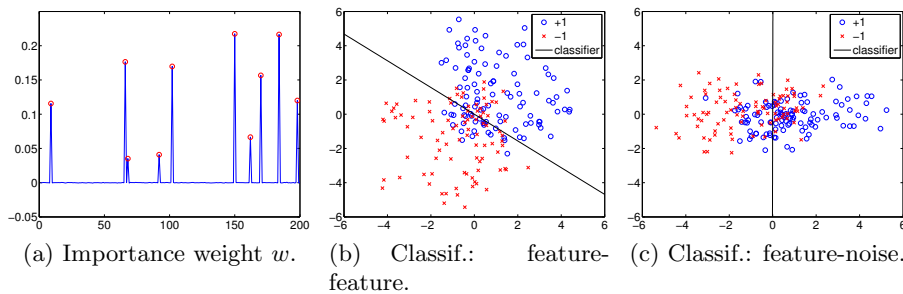 0.2
0.15
0.1
0.05
0
−0.05
0 50 100 150 200
(a) Importance weight w.
6
4
2
0
−2
−4
−6
−6 −4 −2 0 2 4 6
+1
−1
classifier
(b) Classif.: feature-
feature.
6
4
2
0
−2
−4
−6
−6 −4 −2 0 2 4 6
+1
−1
classifier
(c) Classif.: feature-noise.